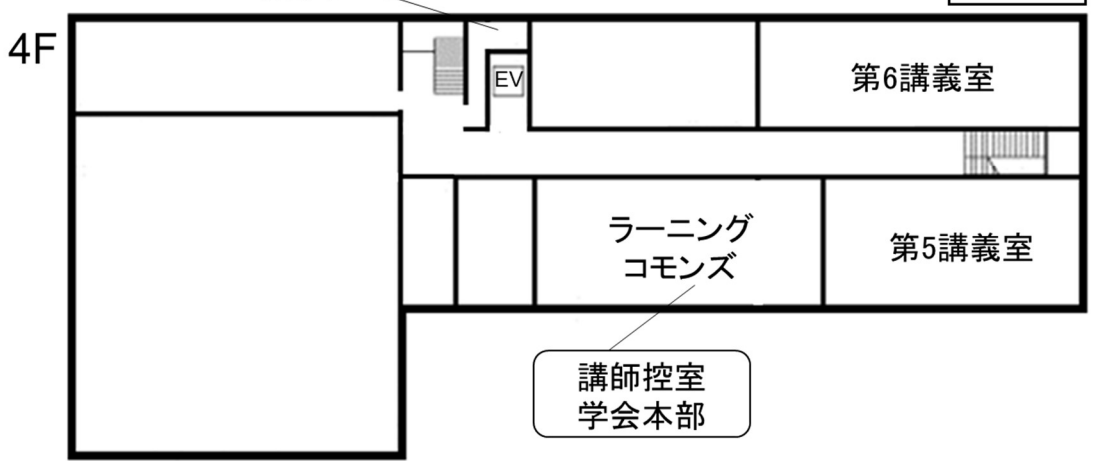 4F
EV
第6講義室
ラーニング
コモンズ
第5講義室
講師控室
学会本部